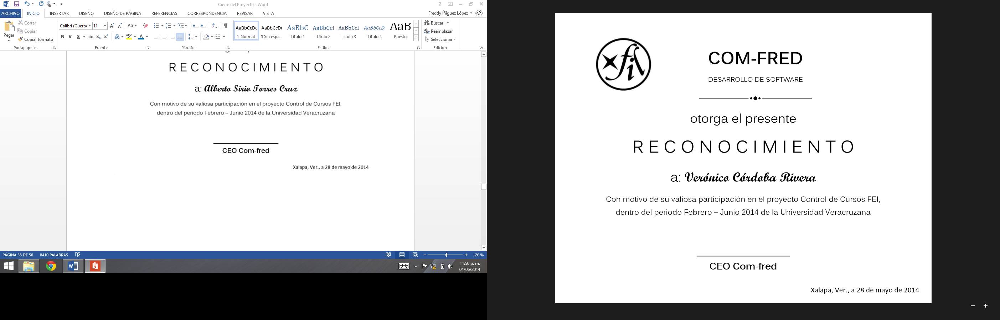 Cierre del Proyecto - Word
ARCHIVO INICIO INSERTAR DISEÑO DISEÑO DE PÁGINA REFERENCIAS CORRESPONDENCIA REVISAR VISTA Freddy Íñiguez López
Pegar
Cortar
Copiar
Copiar formato
Portapapeles
Calibri (Cuerpo 11
Fuente
Párrafo
AaBbCcDc AaBbCcDc AaBbC AaBbCcI AaBbCcI AaBbCcD AaB
¶ Normal ¶ Sin espa... Título 1 Título 2 Título 3 Título 4 Puesto
Estilos
Buscar
Reemplazar
Seleccionar
Edición
RECONOCIMIENTO
a: Alberto Sirio Torres Cruz
Con motivo de su valiosa participación en el proyecto Control de Cursos FEI,
dentro del periodo Febrero – Junio 2014 de la Universidad Veracruzana
CEO Com-fred
Xalapa, Ver., a 28 de mayo de 2014
PÁGINA 35 DE 50 8410 PALABRAS 120 %
11:50 p. m.
04/06/2014
COM-FRED
DESARROLLO DE SOFTWARE
otorga el presente
RECONOCIMIENTO
a: Verónico Córdoba Rivera
Con motivo de su valiosa participación en el proyecto Control de Cursos FEI,
dentro del periodo Febrero – Junio 2014 de la Universidad Veracruzana
CEO Com-fred
Xalapa, Ver., a 28 de mayo de 2014